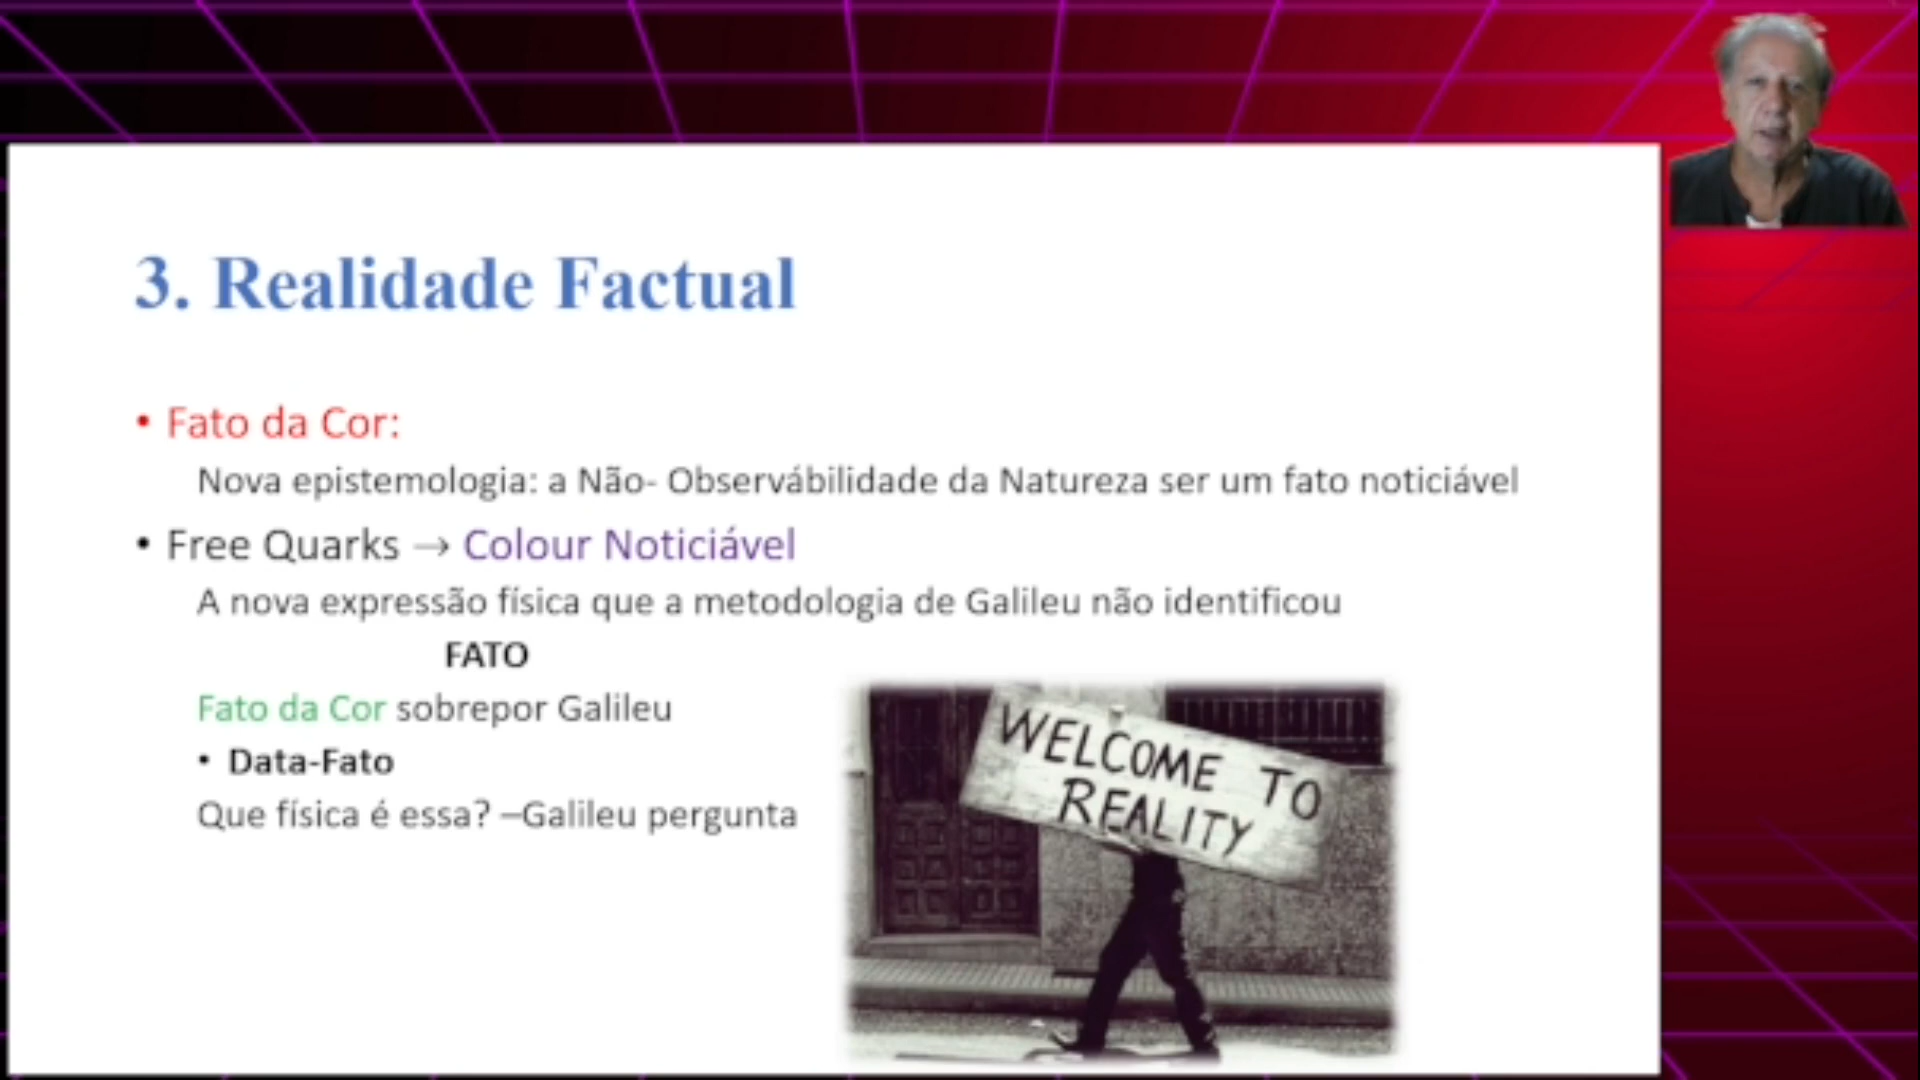 3. Realidade Factual
• Fato da Cor:
Nova epistemologia: a Não- Observábilidade da Natureza ser um fato noticiável
• Free Quarks → Colour Noticiável
A nova expressão física que a metodologia de Galileu não identificou
FATO
Fato da Cor sobrepor Galileu
• Data-Fato
Que física é essa? –Galileu pergunta
WELCOME TO
REALITY